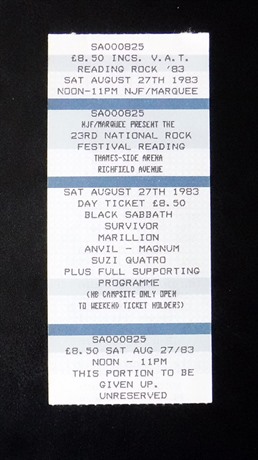 SA000825
£8.50 INCS. V.A.T.
READING ROCK '83
SAT AUGUST 27TH 1983
NOON-11PM NJF/MARQUEE
SA000825
NJF/MARQUEE PRESENT THE
23RD NATIONAL ROCK
FESTIVAL READING
THAMES-SIDE ARENA
RICHFIELD AVENUE
SAT AUGUST 27TH 1983
DAY TICKET £8.50
BLACK SABBATH
SURVIVOR
MARILLION
ANVIL - MAGNUM
SUZI QUATRO
PLUS FULL SUPPORTING
PROGRAMME
(NB CAMPSITE ONLY OPEN
TO WEEKEND TICKET HOLDERS)
SA000825
£8.50 SAT AUG 27/83
NOON - 11PM
THIS PORTION TO BE
GIVEN UP.
UNRESERVED